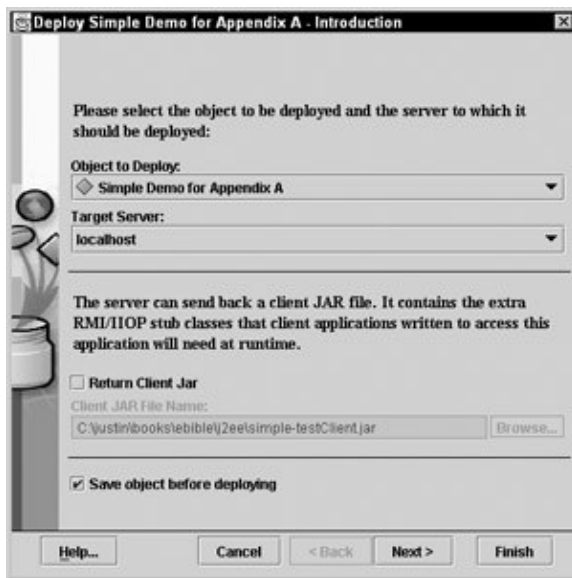 Deploy Simple Demo for Appendix A - Introduction
Please select the object to be deployed and the server to which it
should be deployed:
Object to Deploy:
Simple Demo for Appendix A
Target Server:
localhost
The server can send back a client JAR file. It contains the extra
RMI/IIOP stub classes that client applications written to access this
application will need at runtime.
Return Client Jar
Client JAR File Name:
C:\justin\books\ebible\j2ee\simple-testClient.jar
Browse...
Save object before deploying
Help...
Cancel
< Back
Next >
Finish